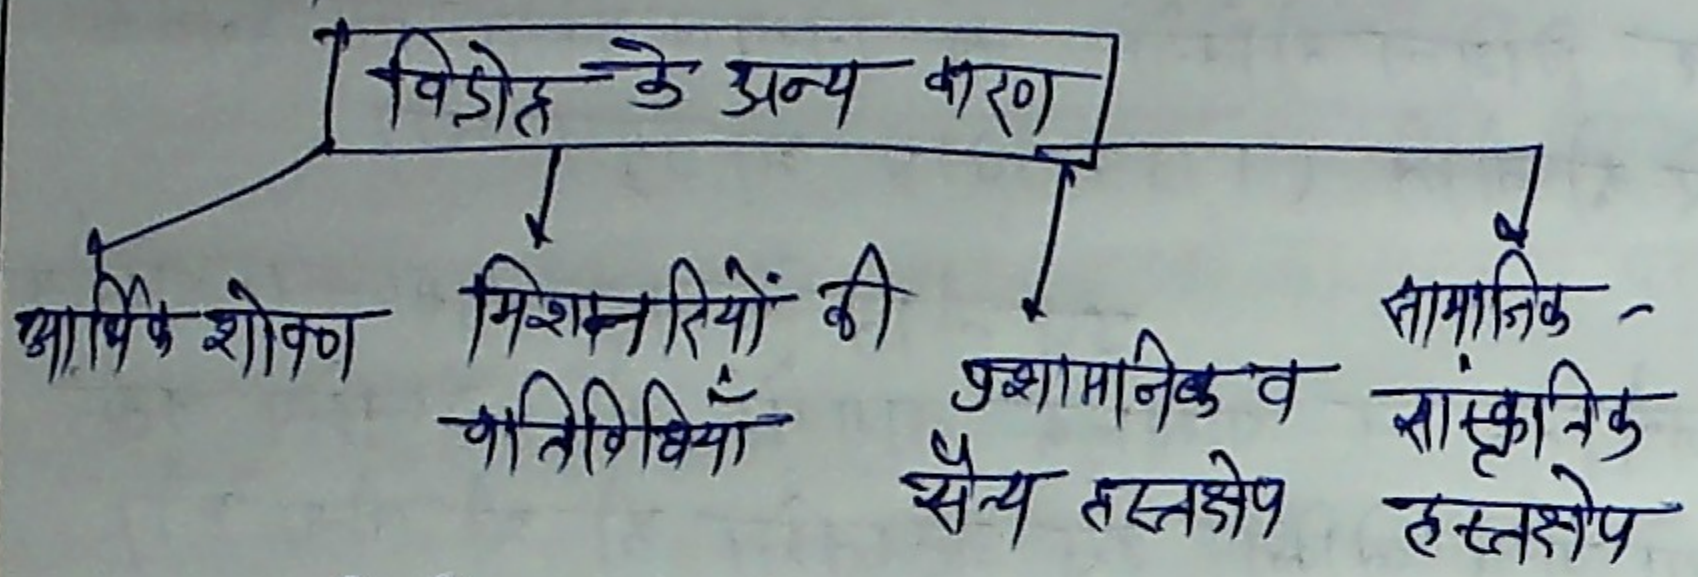 विद्रोह के अन्य कारण
आर्थिक शोषण
मिशनरियों की
गतिविधियाँ
प्रशासनिक व
सैन्य हस्तक्षेप
सामाजिक -
सांस्कृतिक
हस्तक्षेप